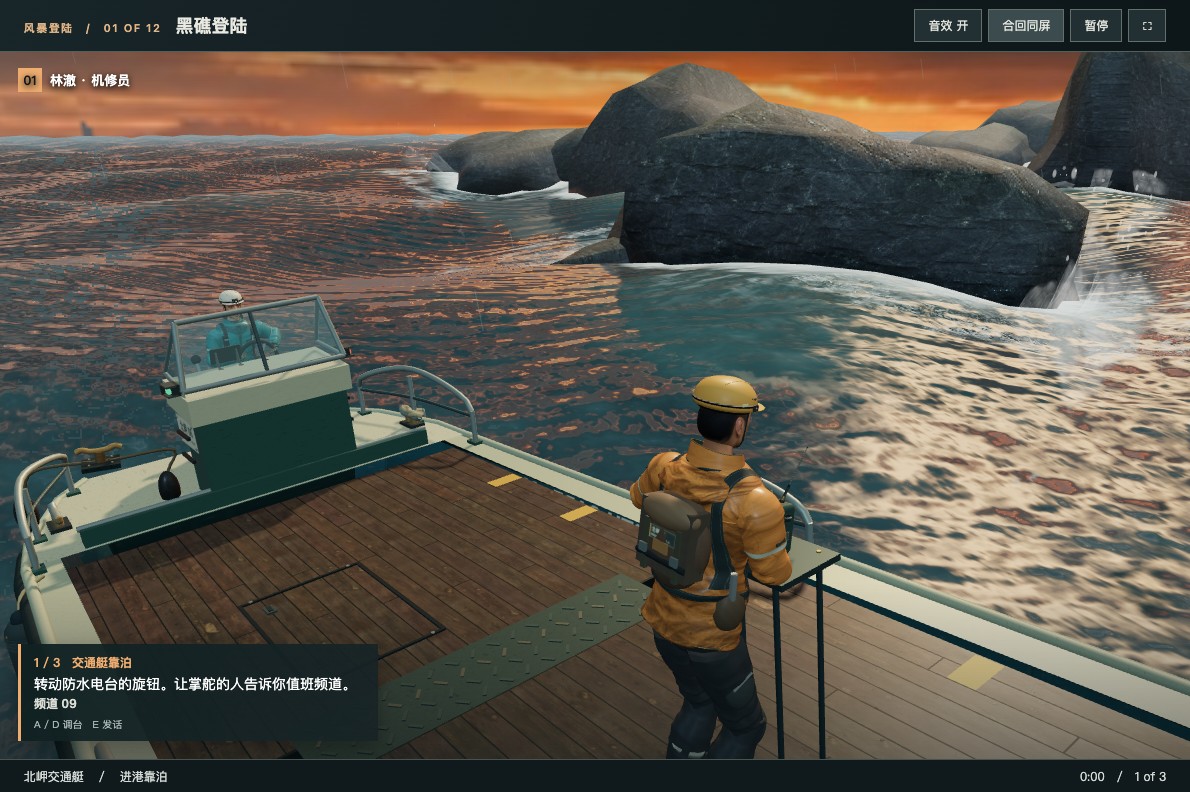 风暴登陆 / 01 OF 12 黑礁登陆 音效 开 合回同屏 暂停
01 林澈 · 机修员
1 / 3 交通艇靠泊
转动防水电台的旋钮。让掌舵的人告诉你值班频道。
频道 09
A / D 调台 E 发话
北岬交通艇 / 进港靠泊 0:00 / 1 of 3